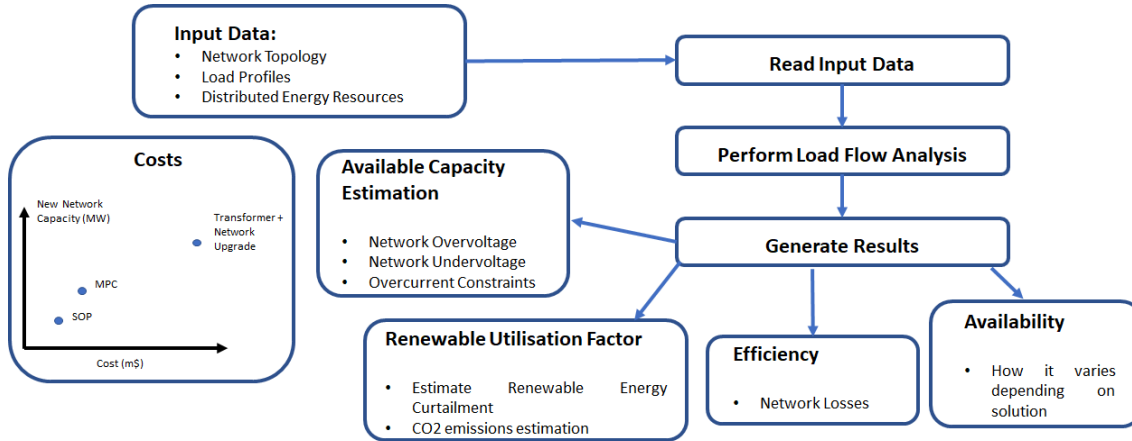 Input Data:
• Network Topology
• Load Profiles
• Distributed Energy Resources
Read Input Data
Perform Load Flow Analysis
Generate Results
Costs
New Network
Capacity (MW)
Transformer +
Network
Upgrade
MPC
SOP
Cost (m$)
Available Capacity
Estimation
• Network Overvoltage
• Network Undervoltage
• Overcurrent Constraints
Renewable Utilisation Factor
• Estimate Renewable Energy
Curtailment
• CO2 emissions estimation
Efficiency
• Network Losses
Availability
• How it varies
depending on
solution